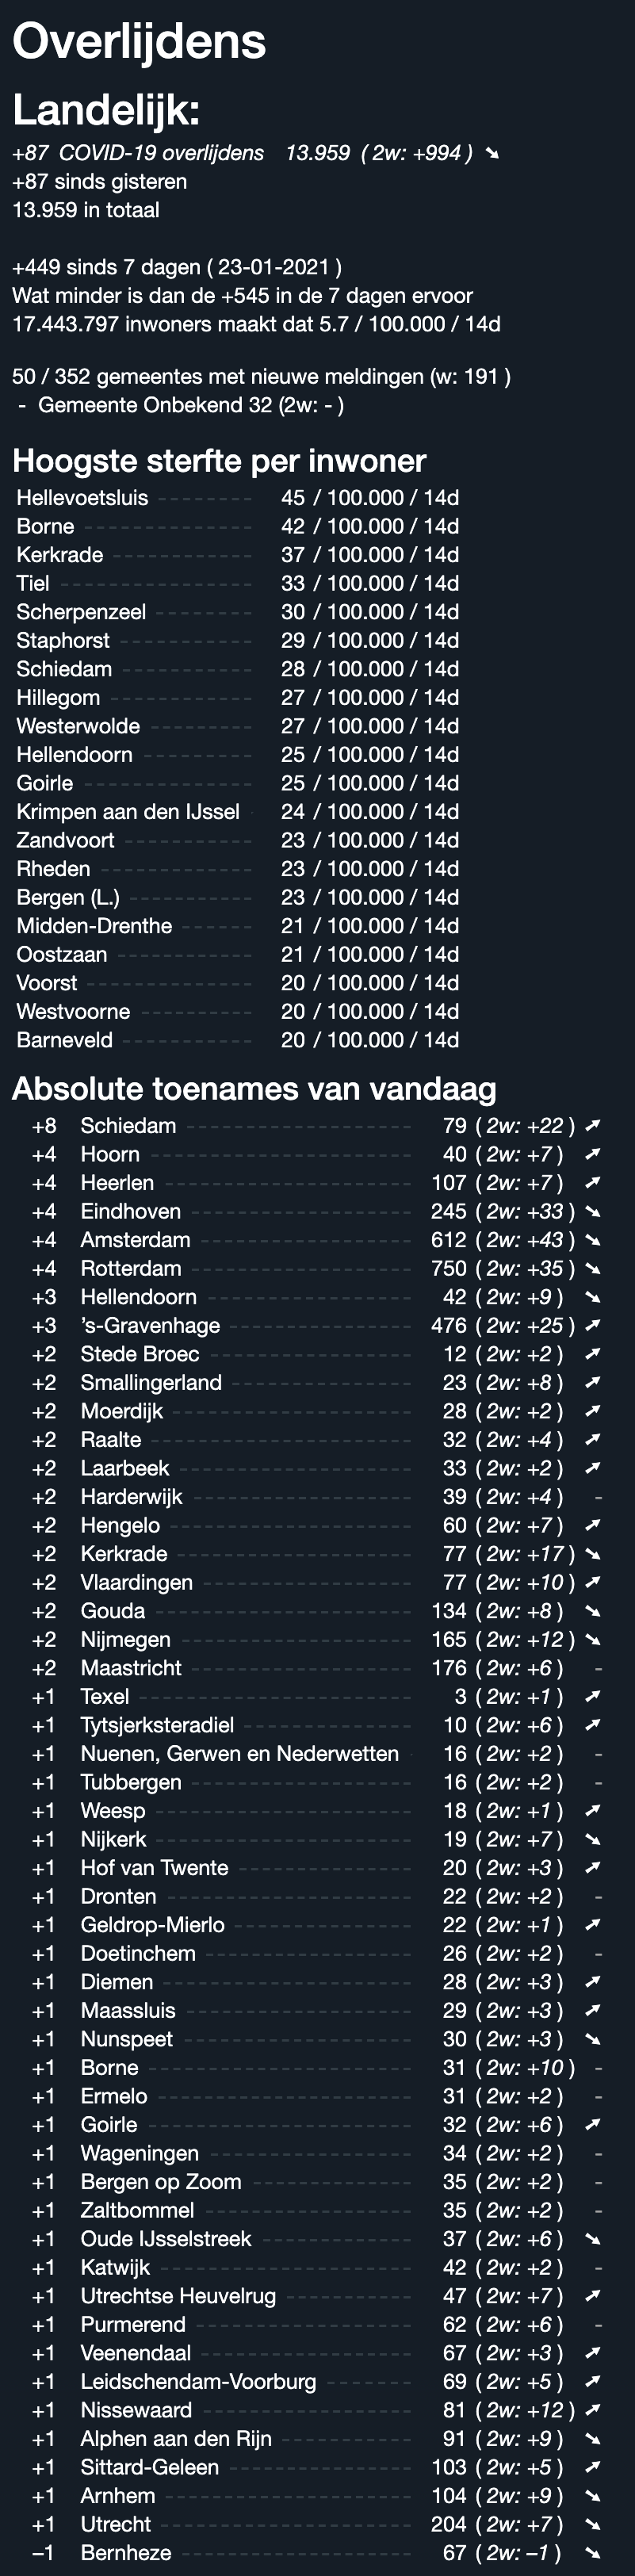 Overlijdens
Landelijk:
+87 COVID-19 overlijdens 13.959 ( 2w: +994 ) ➘
+87 sinds gisteren
13.959 in totaal
+449 sinds 7 dagen ( 23-01-2021 )
Wat minder is dan de +545 in de 7 dagen ervoor
17.443.797 inwoners maakt dat 5.7 / 100.000 / 14d
50 / 352 gemeentes met nieuwe meldingen (w: 191 )
- Gemeente Onbekend 32 (2w: - )
Hoogste sterfte per inwoner
Hellevoetsluis 45 / 100.000 / 14d
Borne 42 / 100.000 / 14d
Kerkrade 37 / 100.000 / 14d
Tiel 33 / 100.000 / 14d
Scherpenzeel 30 / 100.000 / 14d
Staphorst 29 / 100.000 / 14d
Schiedam 28 / 100.000 / 14d
Hillegom 27 / 100.000 / 14d
Westerwolde 27 / 100.000 / 14d
Hellendoorn 25 / 100.000 / 14d
Goirle 25 / 100.000 / 14d
Krimpen aan den IJssel 24 / 100.000 / 14d
Zandvoort 23 / 100.000 / 14d
Rheden 23 / 100.000 / 14d
Bergen (L.) 23 / 100.000 / 14d
Midden-Drenthe 21 / 100.000 / 14d
Oostzaan 21 / 100.000 / 14d
Voorst 20 / 100.000 / 14d
Westvoorne 20 / 100.000 / 14d
Barneveld 20 / 100.000 / 14d
Absolute toenames van vandaag
+8 Schiedam 79 ( 2w: +22 ) ➚
+4 Hoorn 40 ( 2w: +7 ) ➚
+4 Heerlen 107 ( 2w: +7 ) ➚
+4 Eindhoven 245 ( 2w: +33 ) ➘
+4 Amsterdam 612 ( 2w: +43 ) ➘
+4 Rotterdam 750 ( 2w: +35 ) ➘
+3 Hellendoorn 42 ( 2w: +9 ) ➘
+3 ’s-Gravenhage 476 ( 2w: +25 ) ➚
+2 Stede Broec 12 ( 2w: +2 ) ➚
+2 Smallingerland 23 ( 2w: +8 ) ➚
+2 Moerdijk 28 ( 2w: +2 ) ➚
+2 Raalte 32 ( 2w: +4 ) ➚
+2 Laarbeek 33 ( 2w: +2 ) ➚
+2 Harderwijk 39 ( 2w: +4 ) -
+2 Hengelo 60 ( 2w: +7 ) ➚
+2 Kerkrade 77 ( 2w: +17 ) ➘
+2 Vlaardingen 77 ( 2w: +10 ) ➚
+2 Gouda 134 ( 2w: +8 ) ➘
+2 Nijmegen 165 ( 2w: +12 ) ➘
+2 Maastricht 176 ( 2w: +6 ) -
+1 Texel 3 ( 2w: +1 ) ➚
+1 Tytsjerksteradiel 10 ( 2w: +6 ) ➚
+1 Nuenen, Gerwen en Nederwetten 16 ( 2w: +2 ) -
+1 Tubbergen 16 ( 2w: +2 ) -
+1 Weesp 18 ( 2w: +1 ) ➚
+1 Nijkerk 19 ( 2w: +7 ) ➘
+1 Hof van Twente 20 ( 2w: +3 ) ➚
+1 Dronten 22 ( 2w: +2 ) -
+1 Geldrop-Mierlo 22 ( 2w: +1 ) ➚
+1 Doetinchem 26 ( 2w: +2 ) -
+1 Diemen 28 ( 2w: +3 ) ➚
+1 Maassluis 29 ( 2w: +3 ) ➚
+1 Nunspeet 30 ( 2w: +3 ) ➘
+1 Borne 31 ( 2w: +10 ) -
+1 Ermelo 31 ( 2w: +2 ) -
+1 Goirle 32 ( 2w: +6 ) ➚
+1 Wageningen 34 ( 2w: +2 ) -
+1 Bergen op Zoom 35 ( 2w: +2 ) -
+1 Zaltbommel 35 ( 2w: +2 ) -
+1 Oude IJsselstreek 37 ( 2w: +6 ) ➘
+1 Katwijk 42 ( 2w: +2 ) -
+1 Utrechtse Heuvelrug 47 ( 2w: +7 ) ➚
+1 Purmerend 62 ( 2w: +6 ) -
+1 Veenendaal 67 ( 2w: +3 ) ➚
+1 Leidschendam-Voorburg 69 ( 2w: +5 ) ➚
+1 Nissewaard 81 ( 2w: +12 ) ➚
+1 Alphen aan den Rijn 91 ( 2w: +9 ) ➘
+1 Sittard-Geleen 103 ( 2w: +5 ) ➚
+1 Arnhem 104 ( 2w: +9 ) ➘
+1 Utrecht 204 ( 2w: +7 ) ➘
−1 Bernheze 67 ( 2w: −1 ) ➘